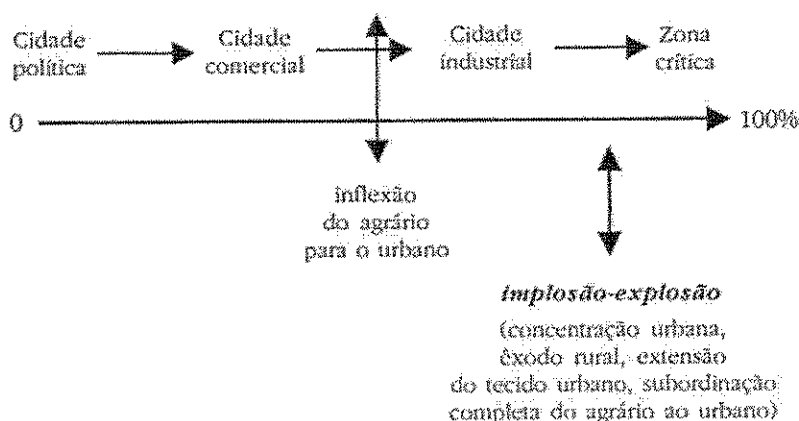 Cidade
política
Cidade
comercial
Cidade
industrial
Zona
crítica
0
100%
inflexão
do agrário
para o urbano
implosão-explosão
(concentração urbana,
êxodo rural, extensão
do tecido urbano, subordinação
completa do agrário ao urbano)